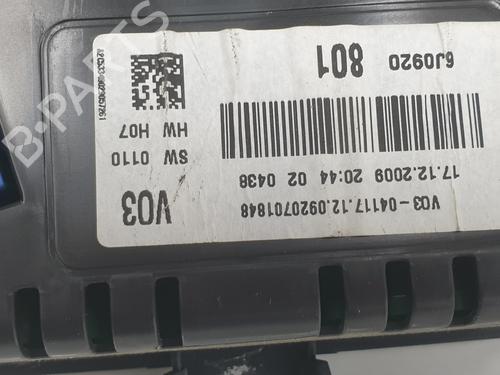 6J0920 801
V03-04117.12.0920701848
17.12.2009 20:44 02 0438
V03
SW 0110
HW H07
B-PARTS